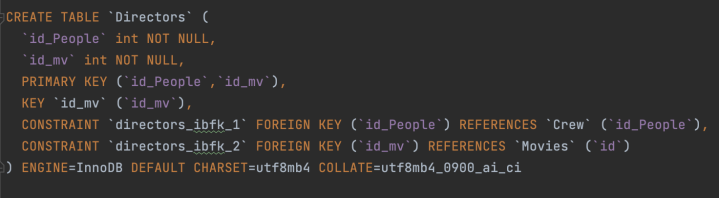 CREATE TABLE `Directors` (
`id_People` int NOT NULL,
`id_mv` int NOT NULL,
PRIMARY KEY (`id_People`,`id_mv`),
KEY `id_mv` (`id_mv`),
CONSTRAINT `directors_ibfk_1` FOREIGN KEY (`id_People`) REFERENCES `Crew` (`id_People`),
CONSTRAINT `directors_ibfk_2` FOREIGN KEY (`id_mv`) REFERENCES `Movies` (`id`)
) ENGINE=InnoDB DEFAULT CHARSET=utf8mb4 COLLATE=utf8mb4_0900_ai_ci